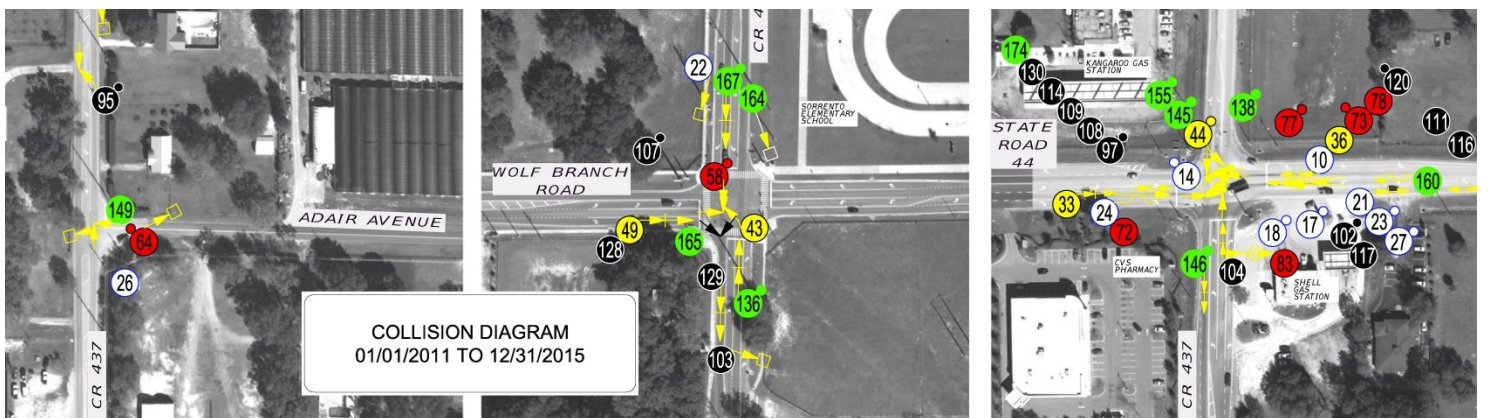 95
149
64
26
ADAIR AVENUE
CR 437
COLLISION DIAGRAM
01/01/2011 TO 12/31/2015
CR 4
22
167
164
SORRENTO
ELEMENTARY
SCHOOL
107
58
WOLF BRANCH
ROAD
49
43
128
165
129
136
103
174
KANGAROO GAS
STATION
130
114
109
108
97
155
145
138
44
77
73
78
120
36
111
116
STATE
ROAD
44
14
10
160
33
24
72
21
17
23
18
102
27
117
146
CVS
PHARMACY
104
83
SHELL
GAS
STATION
CR 437